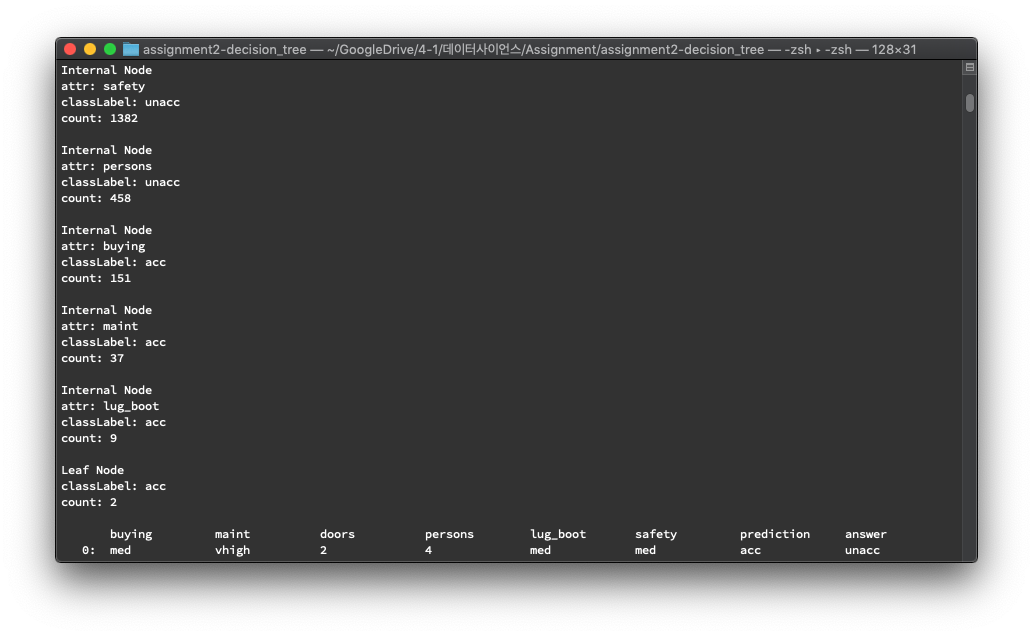 assignment2-decision_tree — ~/GoogleDrive/4-1/데이터사이언스/Assignment/assignment2-decision_tree — -zsh ▸ -zsh — 128×31
Internal Node
attr: safety
classLabel: unacc
count: 1382
Internal Node
attr: persons
classLabel: unacc
count: 458
Internal Node
attr: buying
classLabel: acc
count: 151
Internal Node
attr: maint
classLabel: acc
count: 37
Internal Node
attr: lug_boot
classLabel: acc
count: 9
Leaf Node
classLabel: acc
count: 2
buying maint doors persons lug_boot safety prediction answer
0: med vhigh 2 4 med med acc unacc